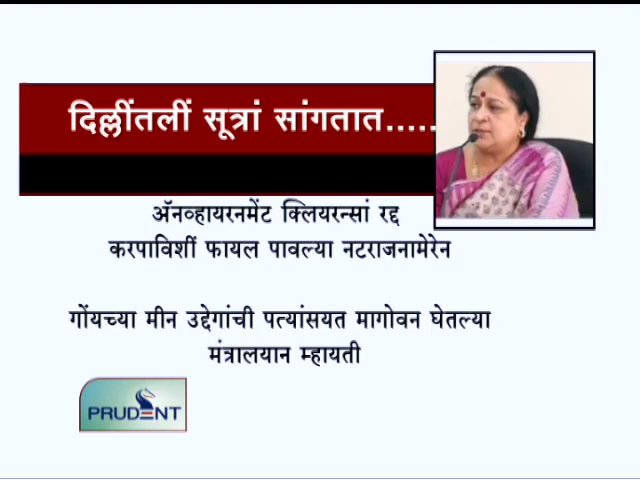 दिल्लींतलीं सूत्रां सांगतात.....
ॲनव्हायरनमेंट क्लियरन्सां रद्द
करपाविशीं फायल पावल्या नटराजनामेरेन
गोंयच्या मीन उद्देगांची पत्यांसयत मागोवन घेतल्या
मंत्रालयान म्हायती
PRUDENT